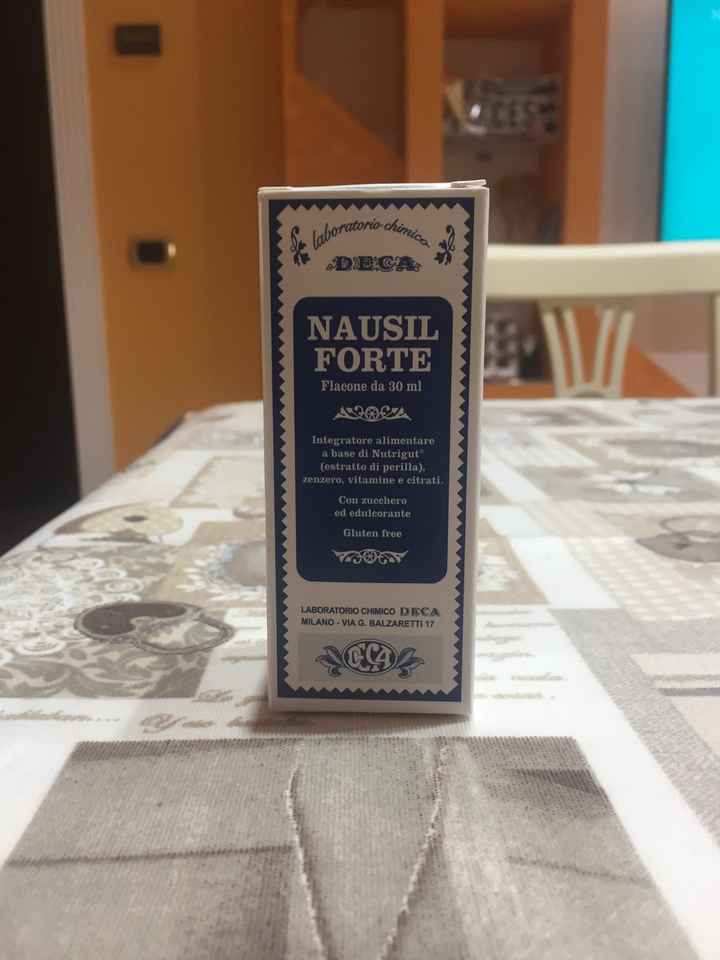 laboratorio chimico
DECA
NAUSIL
FORTE
Flacone da 30 ml
Integratore alimentare
a base di Nutrigut®
(estratto di perilla),
zenzero, vitamine e citrati.
Con zucchero
ed edulcorante
Gluten free
LABORATORIO CHIMICO DECA
MILANO - VIA G. BALZARETTI 17
DECA